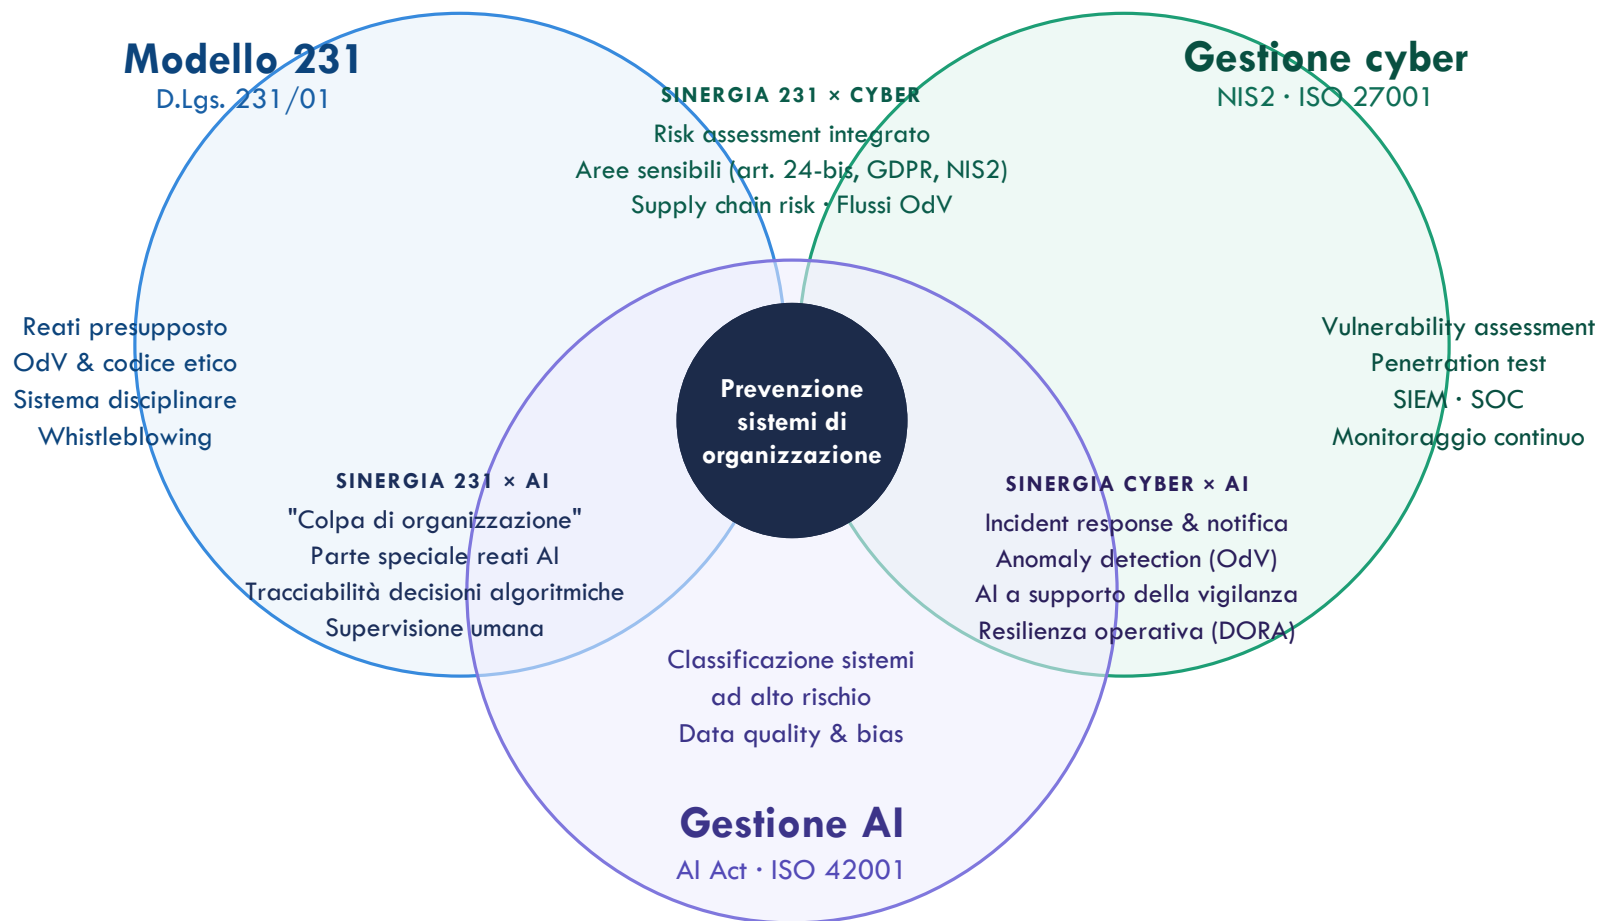 Modello 231
D.Lgs. 231/01
Gestione cyber
NIS2 · ISO 27001
SINERGIA 231 × CYBER
Risk assessment integrato
Aree sensibili (art. 24-bis, GDPR, NIS2)
Supply chain risk · Flussi OdV
Reati presupposto
OdV & codice etico
Sistema disciplinare
Whistleblowing
Prevenzione
sistemi di
organizzazione
Vulnerability assessment
Penetration test
SIEM · SOC
Monitoraggio continuo
SINERGIA 231 × AI
"Colpa di organizzazione"
Parte speciale reati AI
Tracciabilità decisioni algoritmiche
Supervisione umana
SINERGIA CYBER × AI
Incident response & notifica
Anomaly detection (OdV)
AI a supporto della vigilanza
Resilienza operativa (DORA)
Classificazione sistemi
ad alto rischio
Data quality & bias
Gestione AI
AI Act · ISO 42001